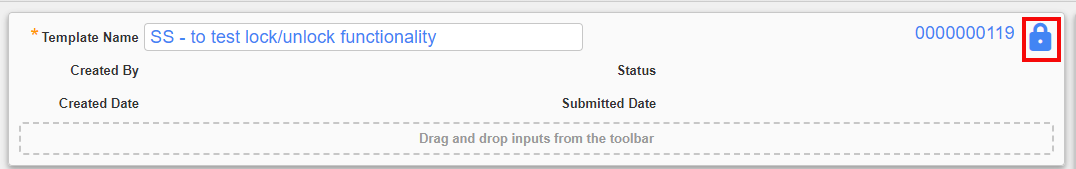 * Template Name SS - to test lock/unlock functionality 0000000119
Created By Status
Created Date Submitted Date
Drag and drop inputs from the toolbar